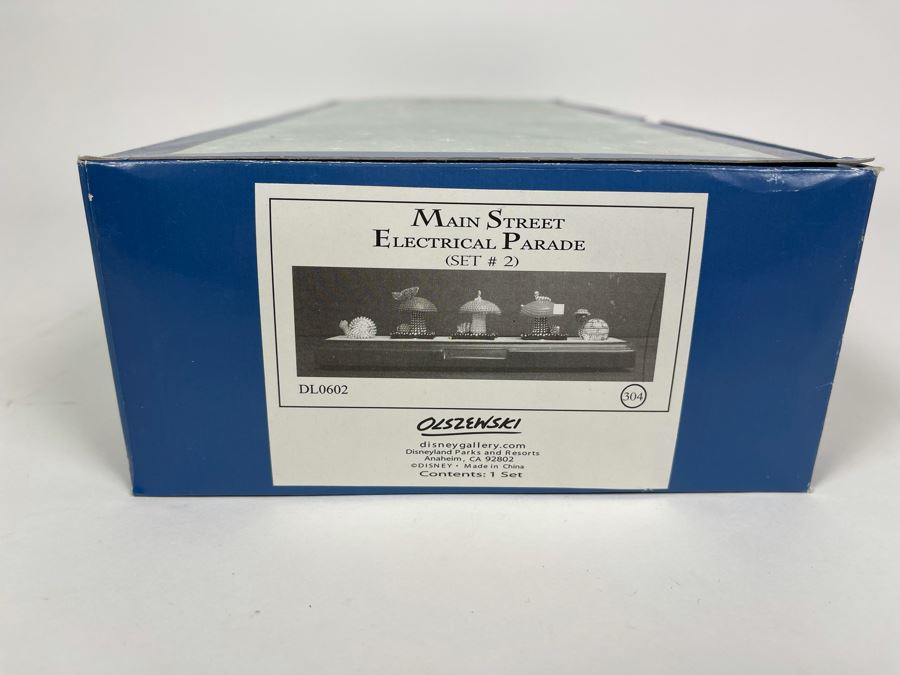 MAIN STREET
ELECTRICAL PARADE
(SET # 2)
DL0602
304
OLSZEWSKI
disneygallery.com
Disneyland Parks and Resorts
Anaheim, CA 92802
©DISNEY • Made in China
Contents: 1 Set